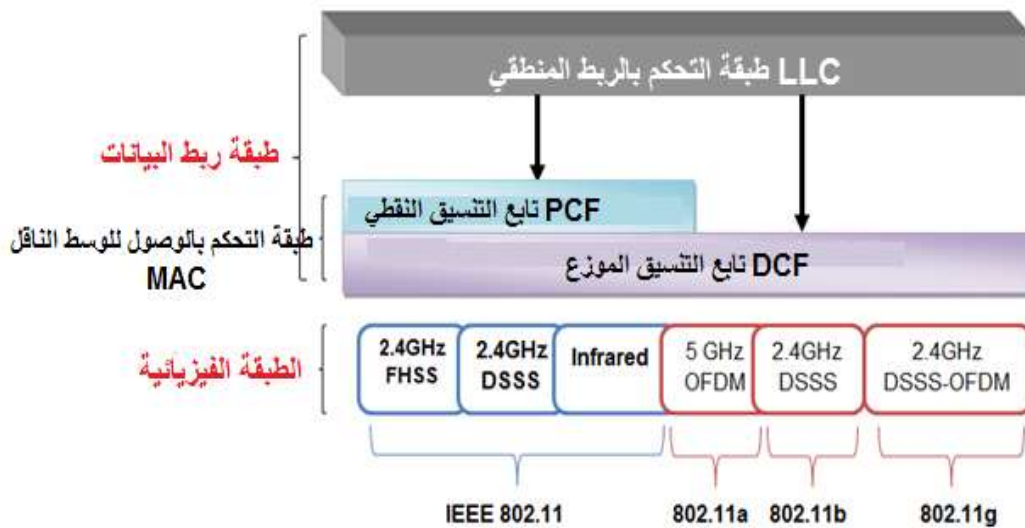 LLC طبقة التحكم بالربط المنطقي
طبقة ربط البيانات
PCF تابع التنسيق النقطي
طبقة التحكم بالوصول للوسط الناقل
MAC
DCF تابع التنسيق الموزع
الطبقة الفيزيائية
2.4GHz
FHSS
2.4GHz
DSSS
Infrared
5 GHz
OFDM
2.4GHz
DSSS
2.4GHz
DSSS-OFDM
IEEE 802.11
802.11a
802.11b
802.11g